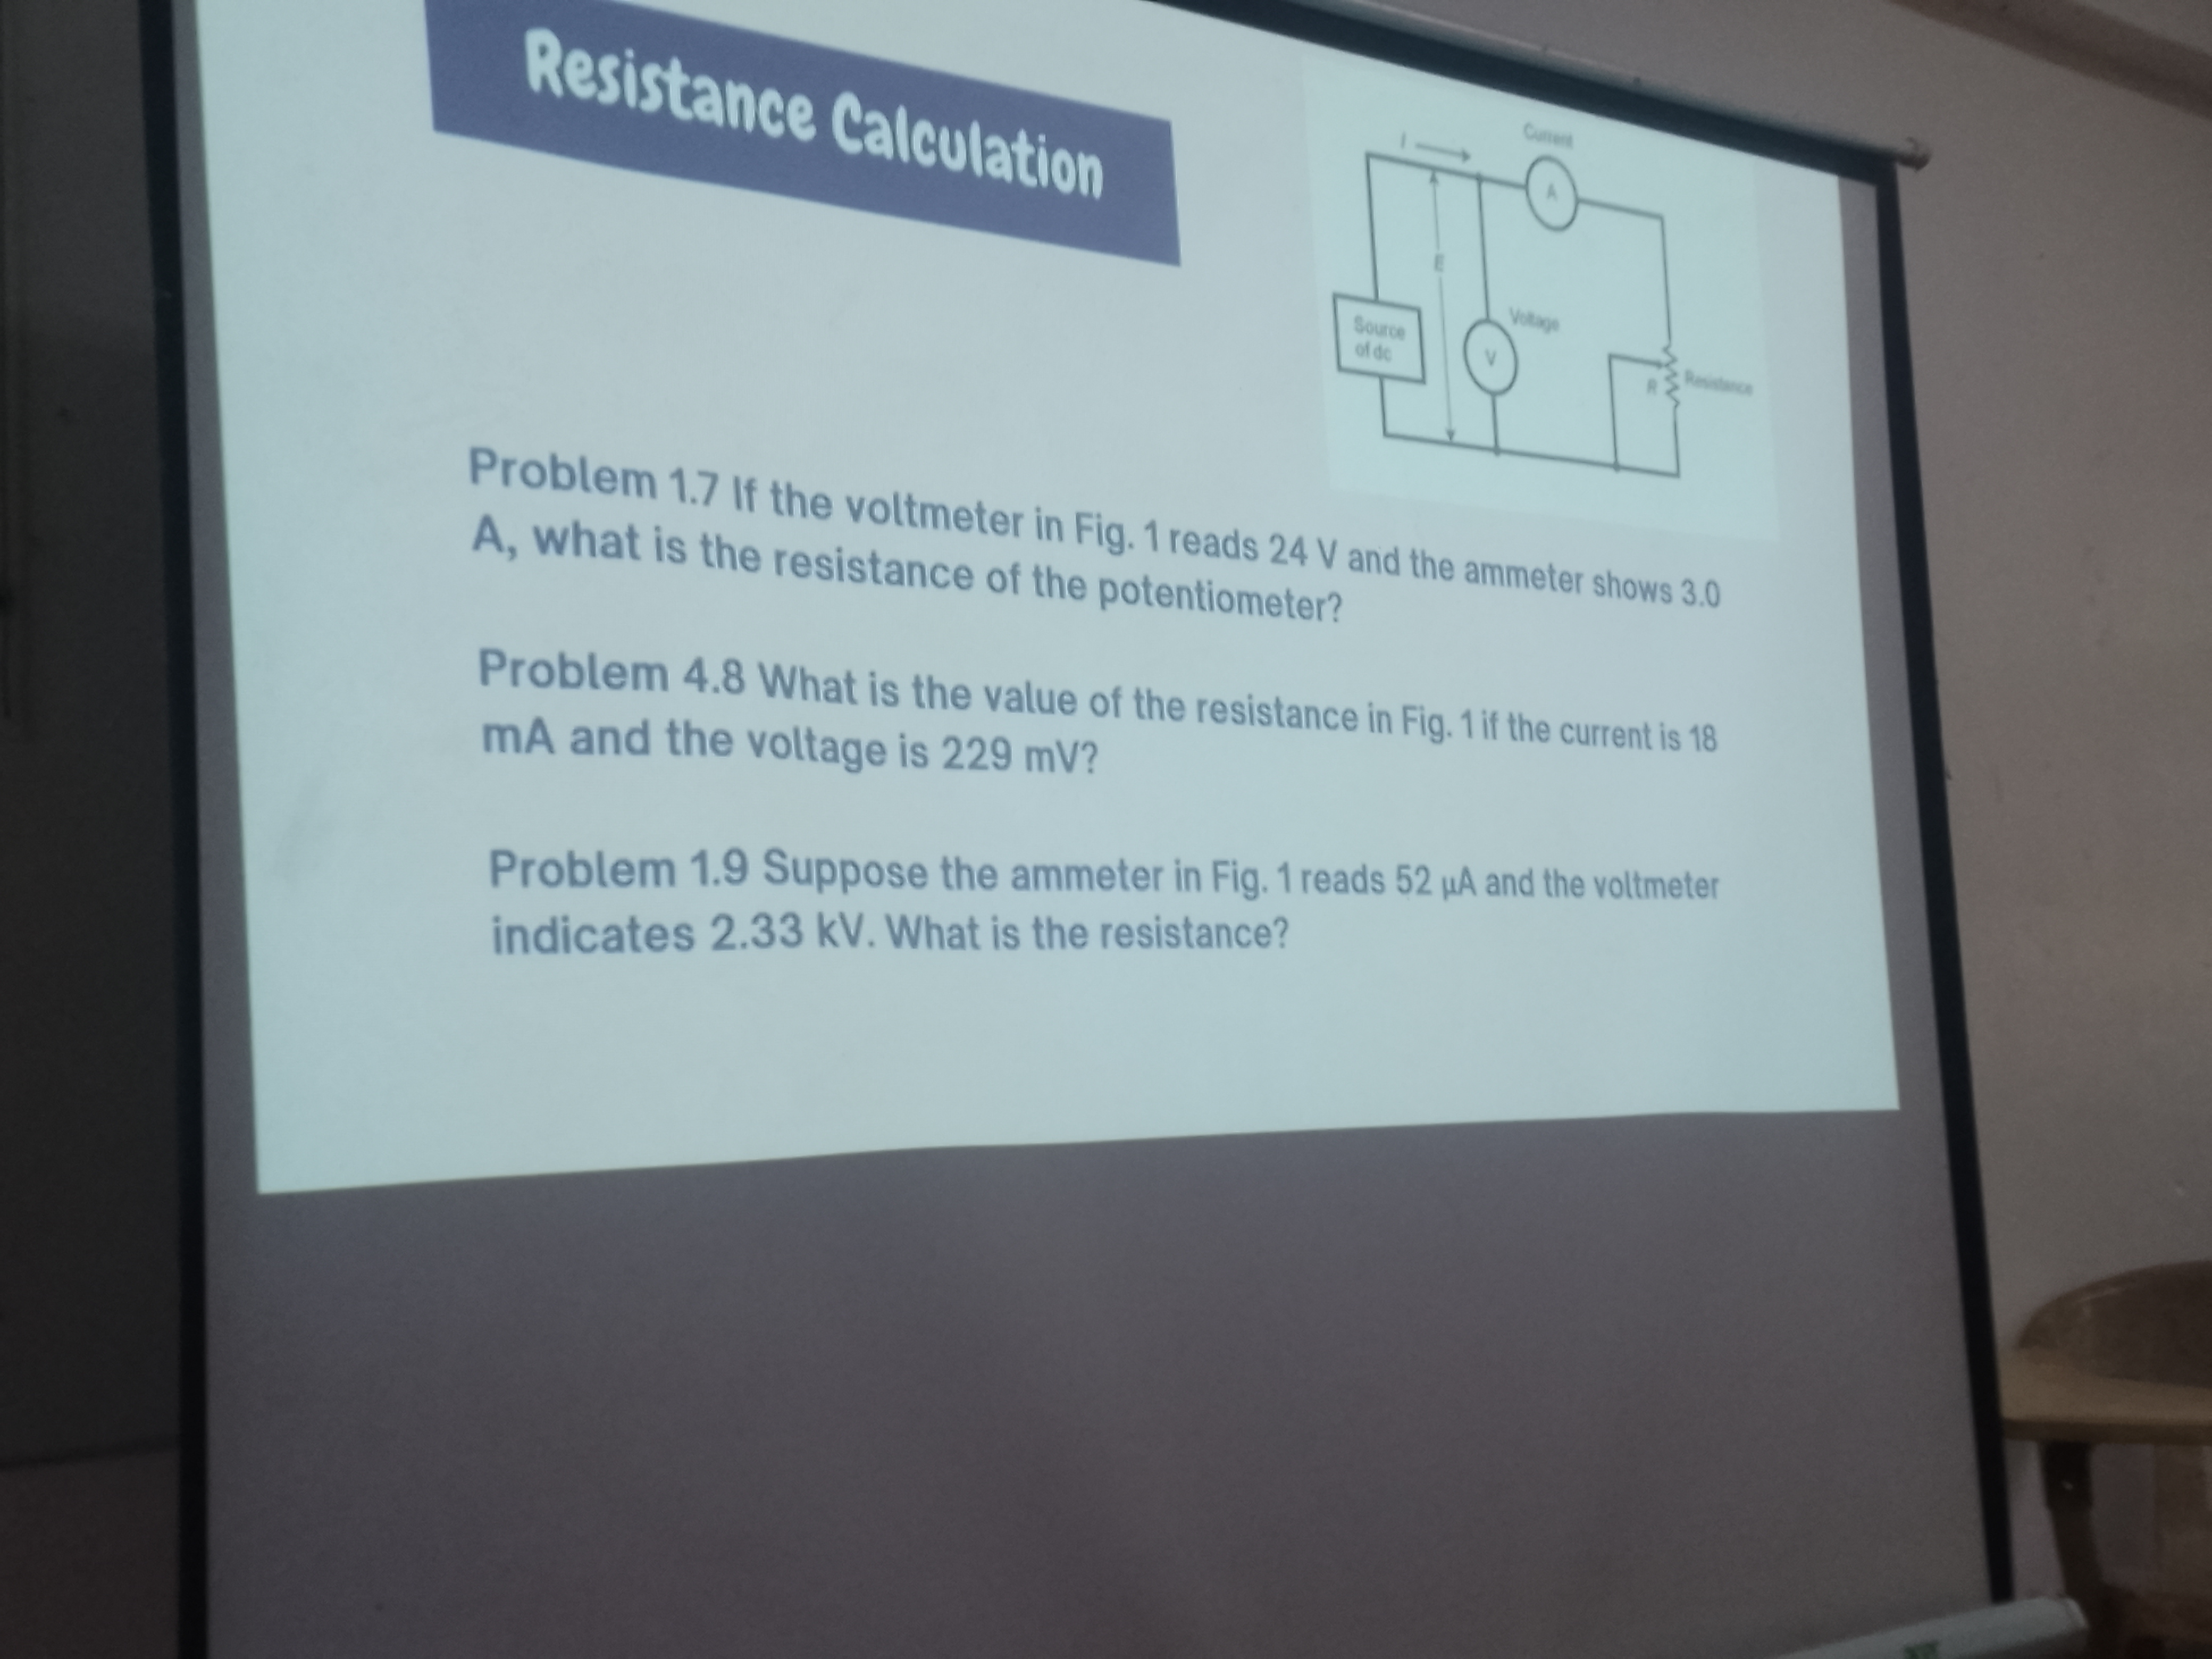 Resistance Calculation
I
Current
A
E
Source
of dc
Voltage
V
R
Resistance
Problem 1.7 If the voltmeter in Fig. 1 reads 24 V and the ammeter shows 3.0
A, what is the resistance of the potentiometer?
Problem 4.8 What is the value of the resistance in Fig. 1 if the current is 18
mA and the voltage is 229 mV?
Problem 1.9 Suppose the ammeter in Fig. 1 reads 52 µA and the voltmeter
indicates 2.33 kV. What is the resistance?